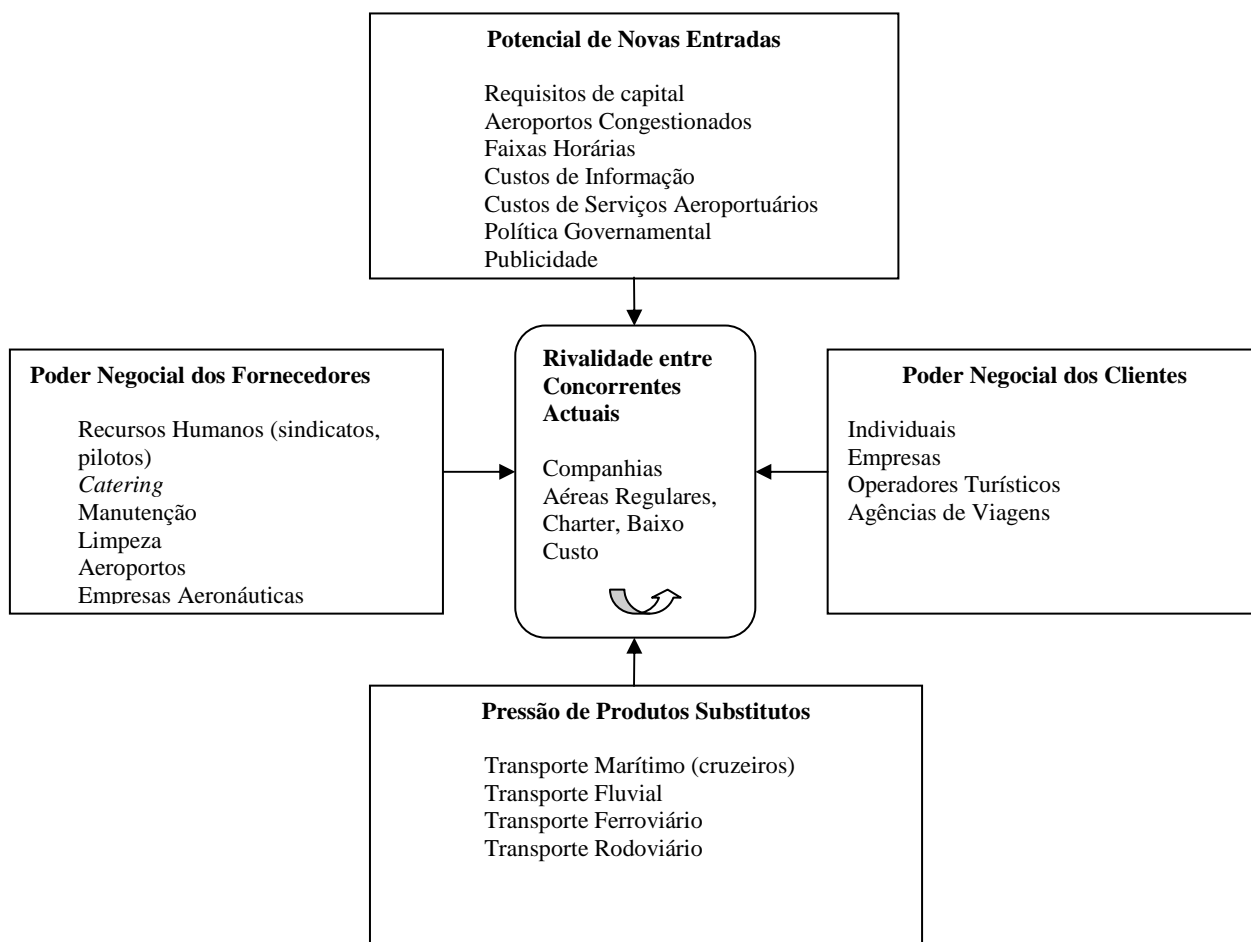 Potencial de Novas Entradas
Requisitos de capital
Aeroportos Congestionados
Faixas Horárias
Custos de Informação
Custos de Serviços Aeroportuários
Política Governamental
Publicidade
Poder Negocial dos Fornecedores
Recursos Humanos (sindicatos,
pilotos)
Catering
Manutenção
Limpeza
Aeroportos
Empresas Aeronáuticas
Rivalidade entre
Concorrentes
Actuais
Companhias
Aéreas Regulares,
Charter, Baixo
Custo
Poder Negocial dos Clientes
Individuais
Empresas
Operadores Turísticos
Agências de Viagens
Pressão de Produtos Substitutos
Transporte Marítimo (cruzeiros)
Transporte Fluvial
Transporte Ferroviário
Transporte Rodoviário